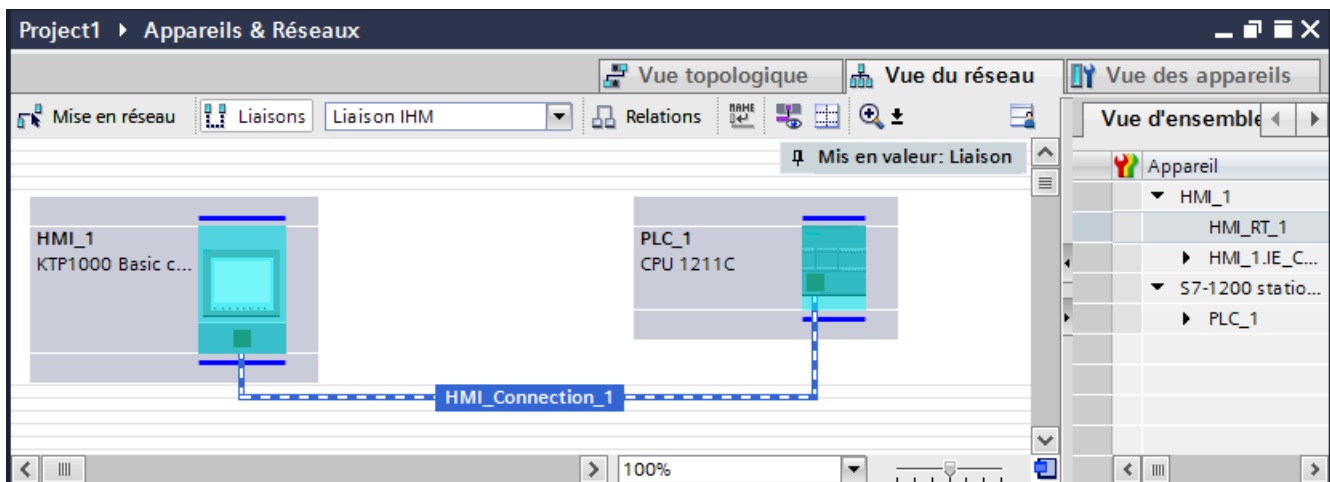 Project1 ▸ Appareils & Réseaux
Vue topologique
Vue du réseau
Vue des appareils
Mise en réseau
Liaisons
Liaison IHM
Relations
Vue d'ensemble
Mis en valeur: Liaison
Appareil
HMI_1
HMI_RT_1
HMI_1.IE_C...
S7-1200 statio...
PLC_1
HMI_1
KTP1000 Basic c...
PLC_1
CPU 1211C
HMI_Connection_1
100%